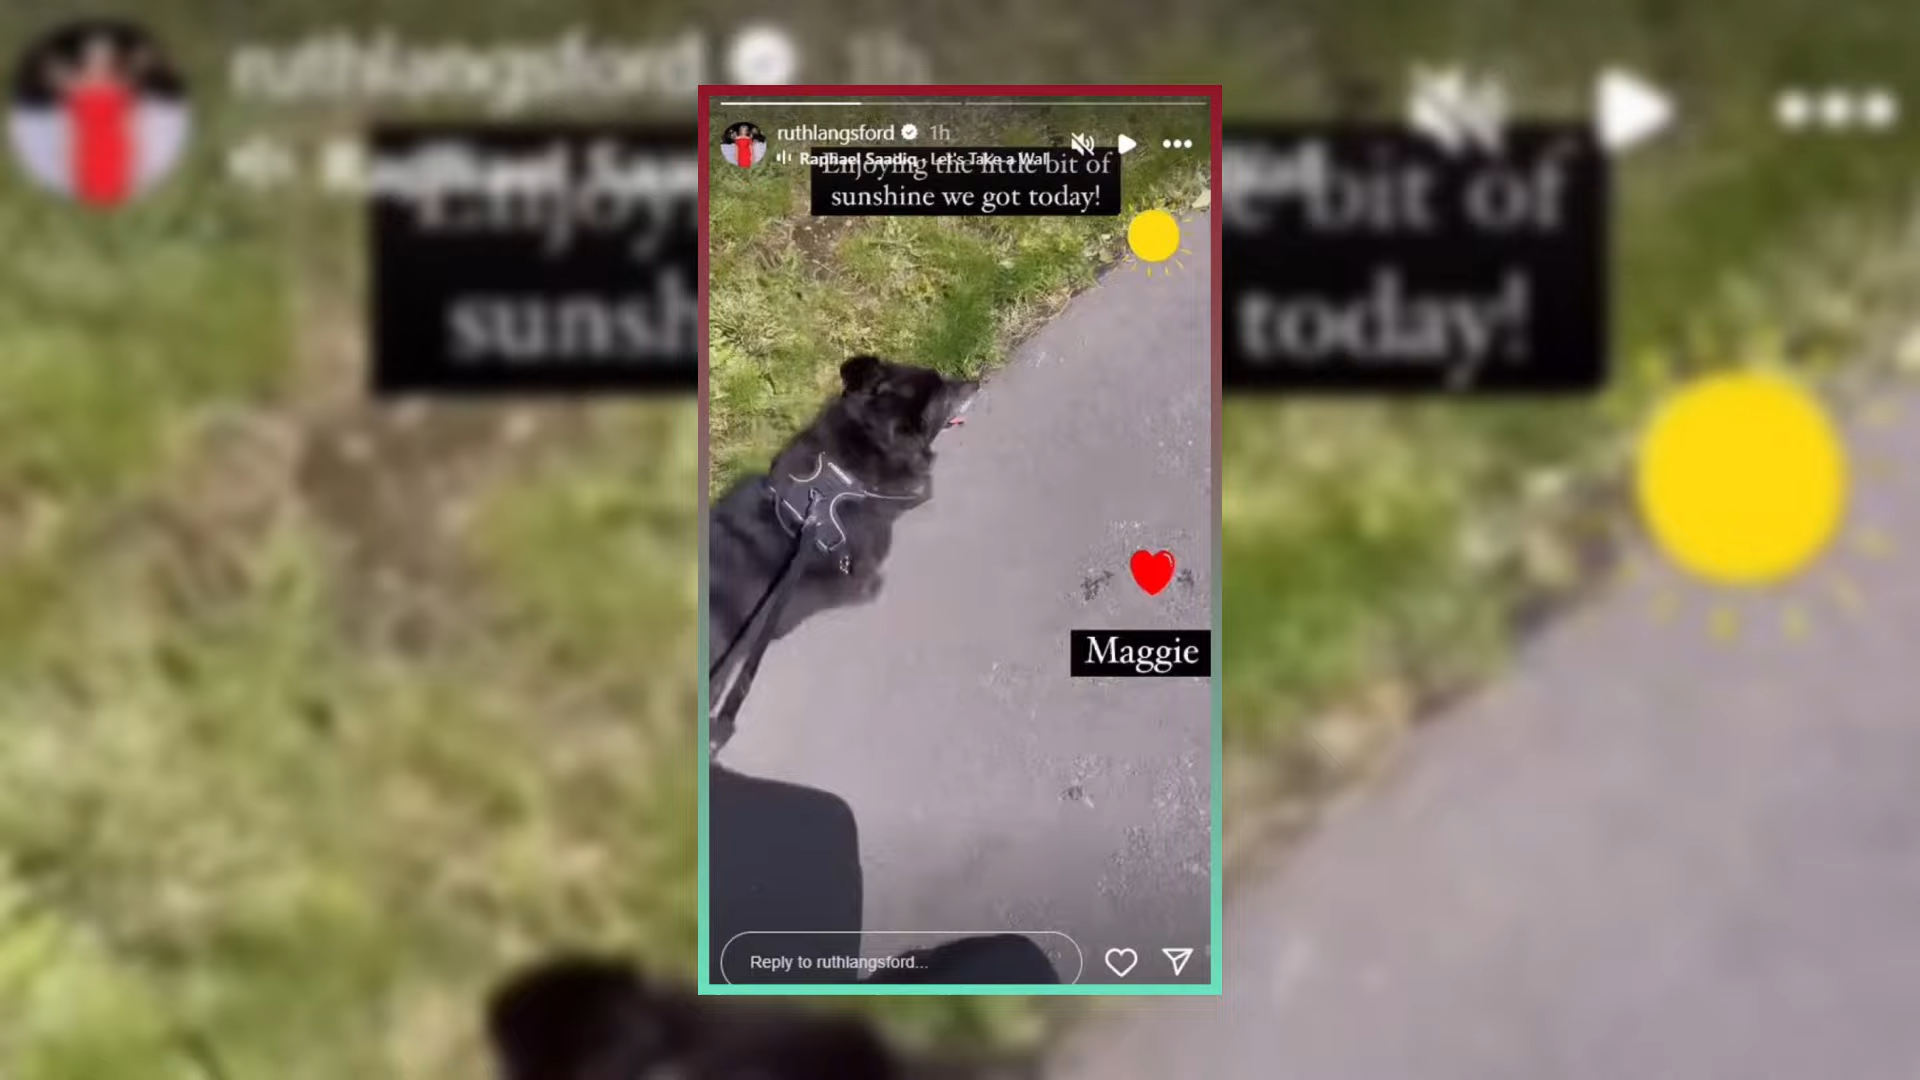 ruthlangsford 1h
Raphael Saadiq - Let's Take a Wal
Enjoying the little bit of
sunshine we got today!
Maggie
Reply to ruthlangsford...